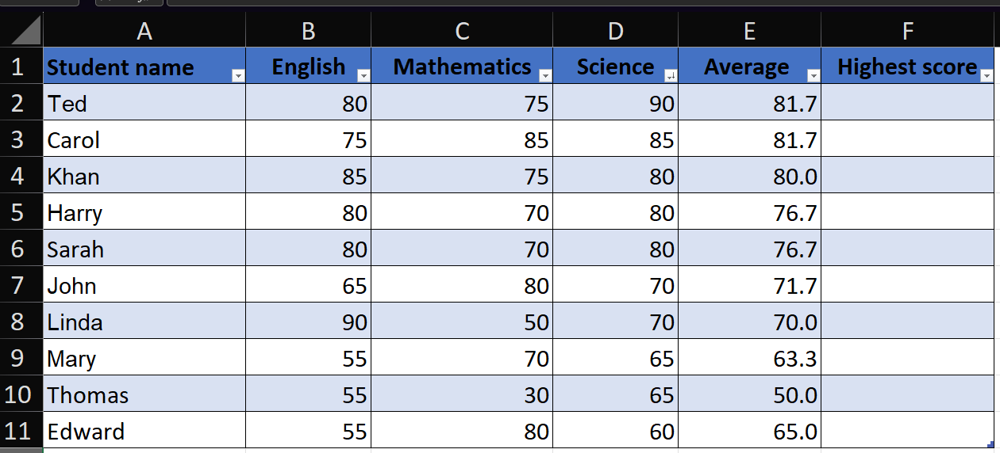 A B C D E F
1 Student name English Mathematics Science Average Highest score
2 Ted 80 75 90 81.7
3 Carol 75 85 85 81.7
4 Khan 85 75 80 80.0
5 Harry 80 70 80 76.7
6 Sarah 80 70 80 76.7
7 John 65 80 70 71.7
8 Linda 90 50 70 70.0
9 Mary 55 70 65 63.3
10 Thomas 55 30 65 50.0
11 Edward 55 80 60 65.0